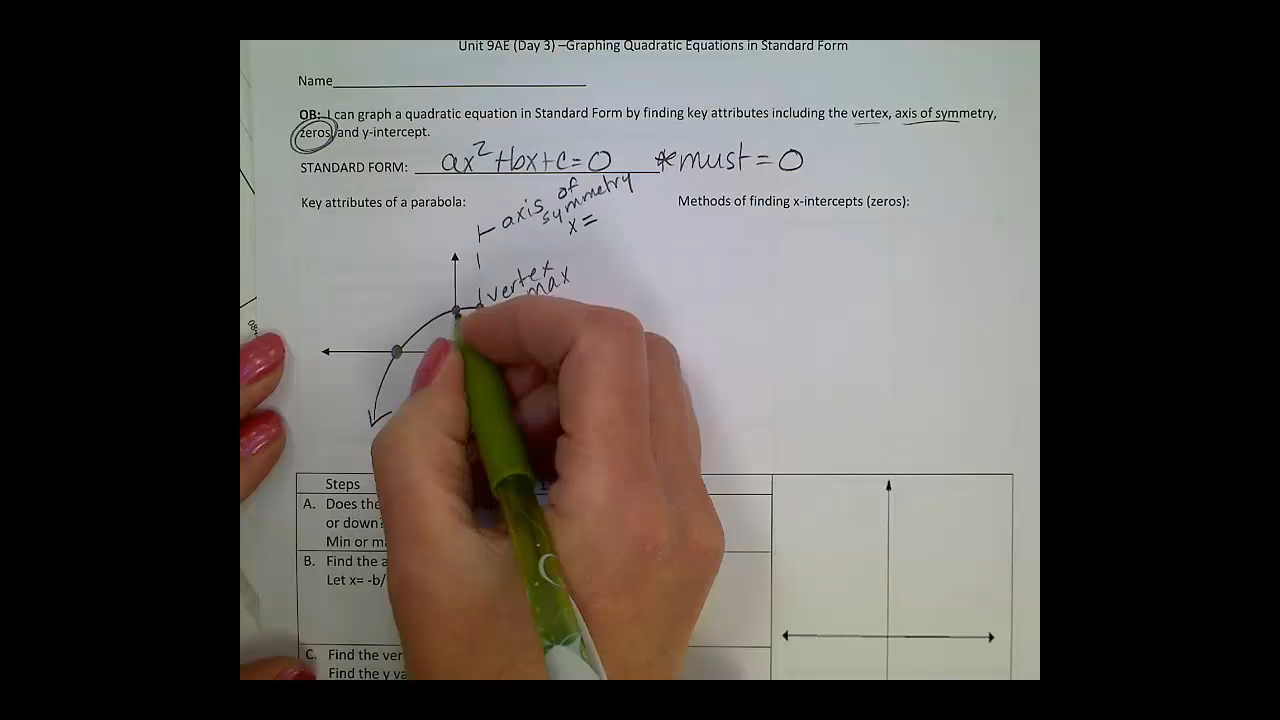 Unit 9AE (Day 3) –Graphing Quadratic Equations in Standard Form
Name
OB: I can graph a quadratic equation in Standard Form by finding key attributes including the vertex, axis of symmetry,
zeros, and y-intercept.
STANDARD FORM: ax² + bx + c = 0 *must = 0
Key attributes of a parabola:
Methods of finding x-intercepts (zeros):
axis of
symmetry
x =
vertex
max
Steps
A. Does the
or down?
Min or
B. Find the
Let x= -b/
C. Find the
Find the y